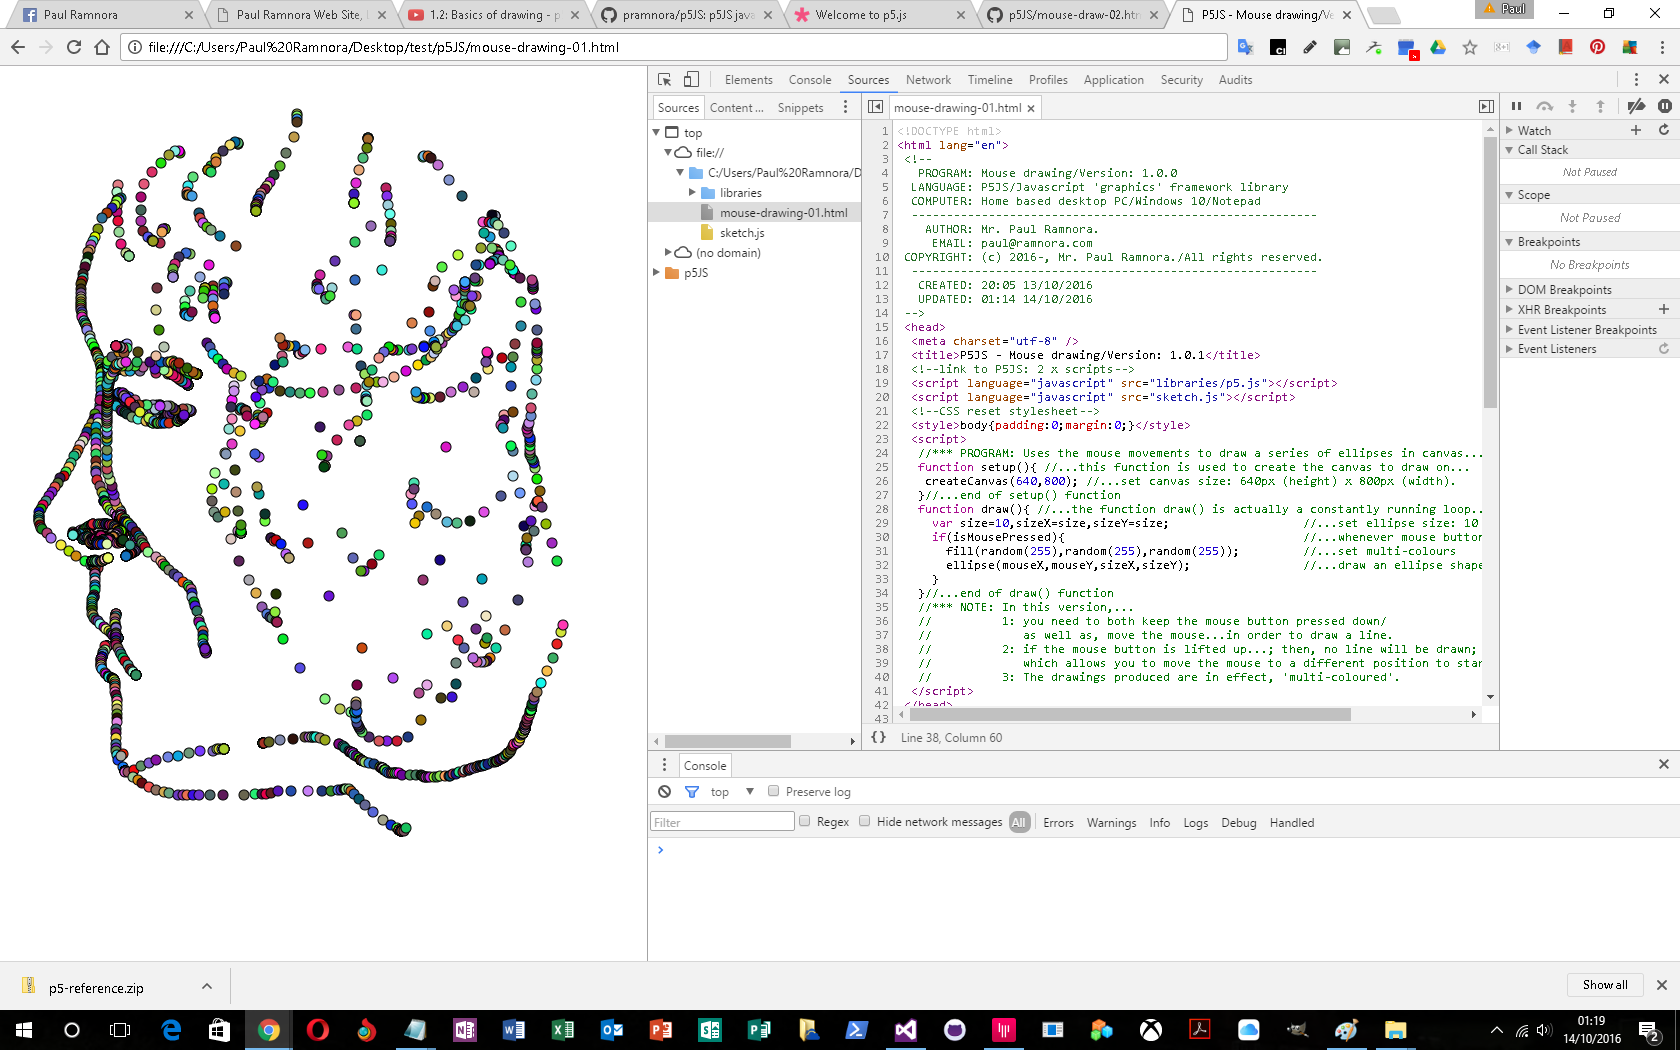 Paul Ramnora
Paul Ramnora Web Site,
1.2: Basics of drawing - p
pramnora/p5JS: p5JS java
Welcome to p5.js
p5JS/mouse-draw-02.htm
P5JS - Mouse drawing/Ve
Paul
file:///C:/Users/Paul%20Ramnora/Desktop/test/p5JS/mouse-drawing-01.html
Elements Console Sources Network Timeline Profiles Application Security Audits
Sources Content ... Snippets
mouse-drawing-01.html
top
file://
C:/Users/Paul%20Ramnora/D
libraries
mouse-drawing-01.html
sketch.js
(no domain)
p5JS
1 <!DOCTYPE html>
2 <html lang="en">
3 <!--
4 PROGRAM: Mouse drawing/Version: 1.0.0
5 LANGUAGE: P5JS/Javascript 'graphics' framework library
6 COMPUTER: Home based desktop PC/Windows 10/Notepad
7 ----------------------------------------------------------
8 AUTHOR: Mr. Paul Ramnora.
9 EMAIL: paul@ramnora.com
10 COPYRIGHT: (c) 2016-, Mr. Paul Ramnora./All rights reserved.
11 ----------------------------------------------------------
12 CREATED: 20:05 13/10/2016
13 UPDATED: 01:14 14/10/2016
14 -->
15 <head>
16 <meta charset="utf-8" />
17 <title>P5JS - Mouse drawing/Version: 1.0.1</title>
18 <!--link to P5JS: 2 x scripts-->
19 <script language="javascript" src="libraries/p5.js"></script>
20 <script language="javascript" src="sketch.js"></script>
21 <!--CSS reset stylesheet-->
22 <style>body{padding:0;margin:0;}</style>
23 <script>
24 //*** PROGRAM: Uses the mouse movements to draw a series of ellipses in canvas...
25 function setup(){ //...this function is used to create the canvas to draw on...
26 createCanvas(640,800); //...set canvas size: 640px (height) x 800px (width).
27 }//...end of setup() function
28 function draw(){ //...the function draw() is actually a constantly running loop..
29 var size=10,sizeX=size,sizeY=size; //...set ellipse size: 10
30 if(isMousePressed){ //...whenever mouse button
31 fill(random(255),random(255),random(255)); //...set multi-colours
32 ellipse(mouseX,mouseY,sizeX,sizeY); //...draw an ellipse shape
33 }
34 }//...end of draw() function
35 //*** NOTE: In this version,...
36 // 1: you need to both keep the mouse button pressed down/
37 // as well as, move the mouse...in order to draw a line.
38 // 2: if the mouse button is lifted up...; then, no line will be drawn;
39 // which allows you to move the mouse to a different position to star
40 // 3: The drawings produced are in effect, 'multi-coloured'.
41 </script>
42 </head>
43
{} Line 38, Column 60
Watch
Call Stack
Not Paused
Scope
Not Paused
Breakpoints
No Breakpoints
DOM Breakpoints
XHR Breakpoints
Event Listener Breakpoints
Event Listeners
Console
top Preserve log
Filter Regex Hide network messages All Errors Warnings Info Logs Debug Handled
p5-reference.zip
Show all
01:19
14/10/2016
2